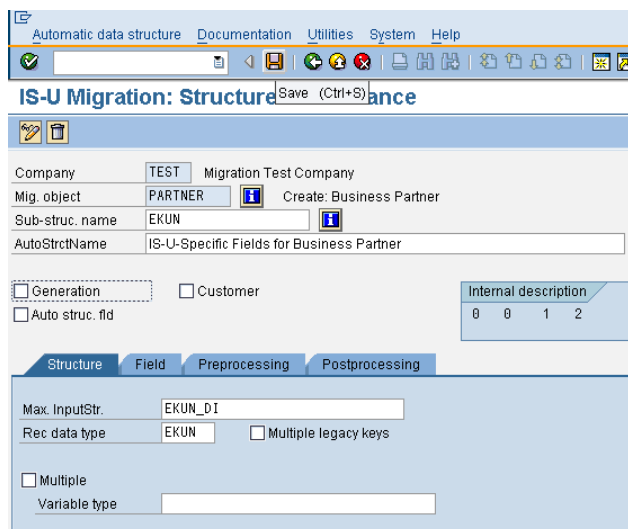 Automatic data structure Documentation Utilities System Help
IS-U Migration: Structure ance
Save (Ctrl+S)
Company TEST Migration Test Company
Mig. object PARTNER Create: Business Partner
Sub-struc. name EKUN
AutoStrctName IS-U-Specific Fields for Business Partner
Generation Customer Internal description
Auto struc. fld 0 0 1 2
Structure Field Preprocessing Postprocessing
Max. InputStr. EKUN_DI
Rec data type EKUN Multiple legacy keys
Multiple
Variable type